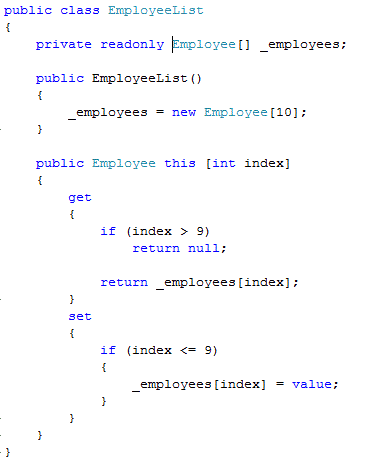 public class EmployeeList
{
    private readonly Employee[] _employees;
    public EmployeeList()
    {
        _employees = new Employee[10];
    }
    public Employee this [int index]
    {
        get
        {
            if (index > 9)
                return null;
            return _employees[index];
        }
        set
        {
            if (index <= 9)
            {
                _employees[index] = value;
            }
        }
    }
}